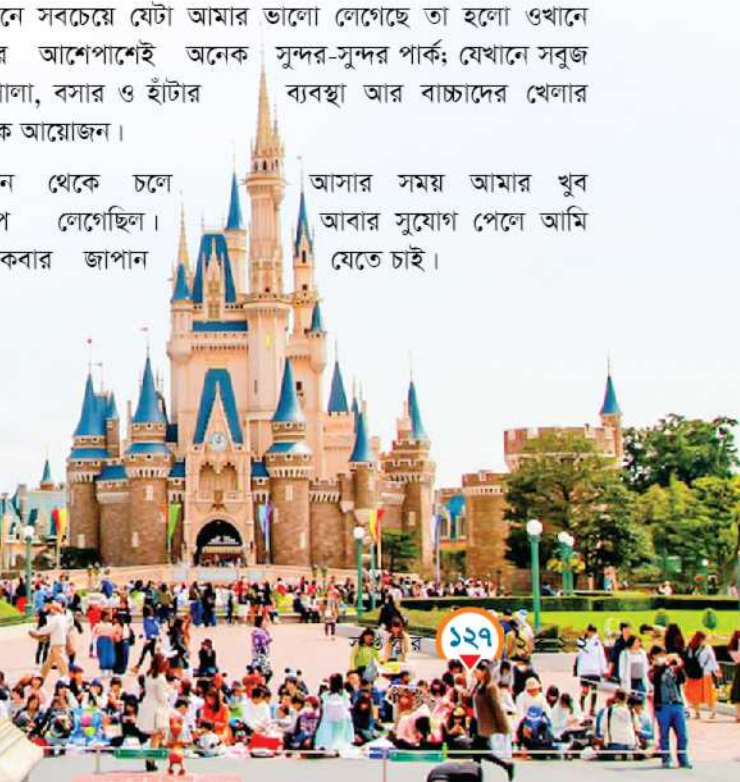 নে সবচেয়ে যেটা আমার ভালো লেগেছে তা হলো ওখানে
র আশেপাশেই অনেক সুন্দর-সুন্দর পার্ক; যেখানে সবুজ
ালা, বসার ও হাঁটার ব্যবস্থা আর বাচ্চাদের খেলার
ক আয়োজন।
ন থেকে চলে আসার সময় আমার খুব
প লেগেছিল। আবার সুযোগ পেলে আমি
কবার জাপান যেতে চাই।
১২৭